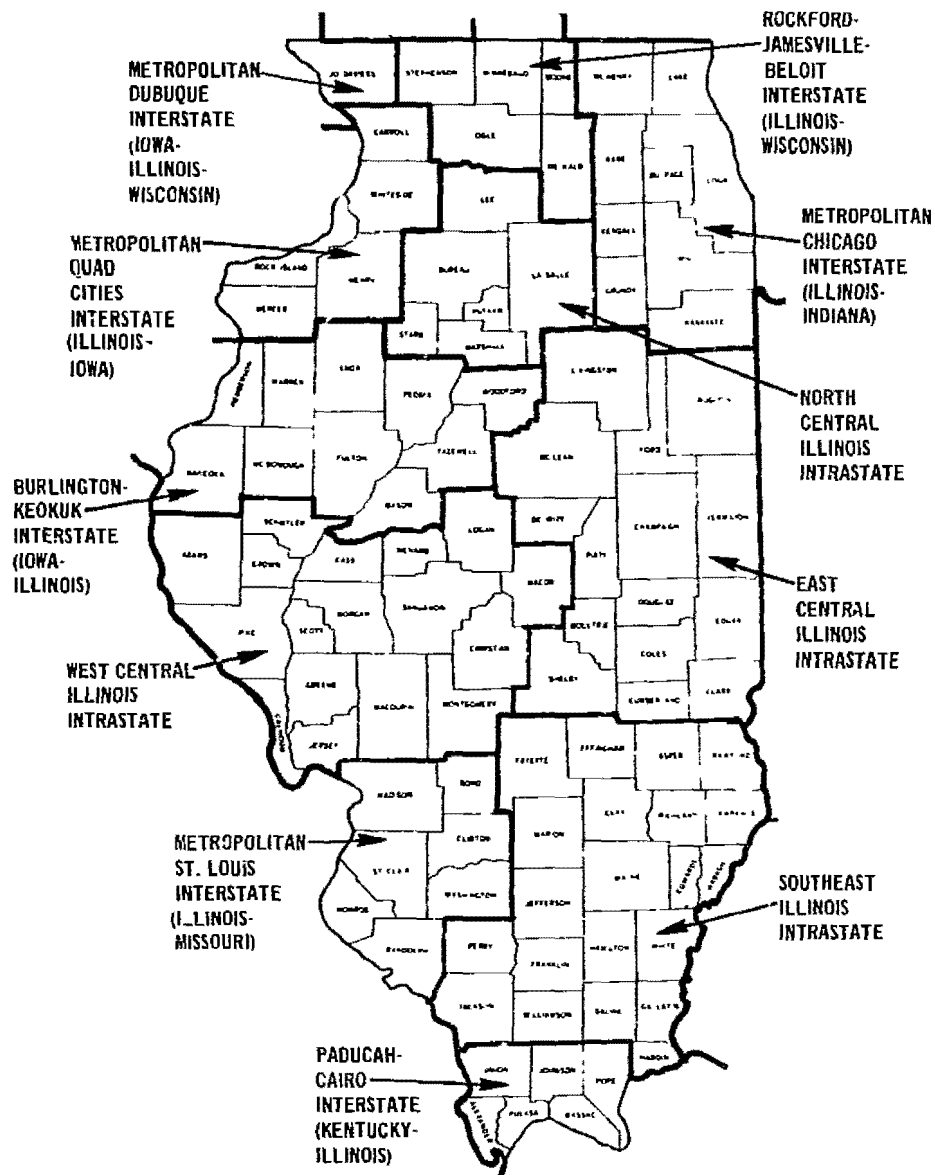 ROCKFORD-
JAMESVILLE-
BELOIT
INTERSTATE
(ILLINOIS-
WISCONSIN)
METROPOLITAN
DUBUQUE
INTERSTATE
(IOWA-
ILLINOIS-
WISCONSIN)
JO DAVIESS
STEPHENSON
WINNEBAGO
BOONE
MC HENRY
LAKE
CARROLL
OGLE
DE KALB
KANE
DU PAGE
COOK
WHITESIDE
LEE
KENDALL
METROPOLITAN
CHICAGO
INTERSTATE
(ILLINOIS-
INDIANA)
METROPOLITAN
QUAD
CITIES
INTERSTATE
(ILLINOIS-
IOWA)
ROCK ISLAND
HENRY
BUREAU
LA SALLE
MERCER
PUTNAM
GRUNDY
KANKAKEE
STARK
MARSHALL
HENDERSON
WARREN
KNOX
PEORIA
WOODFORD
LIVINGSTON
NORTH
CENTRAL
ILLINOIS
INTRASTATE
MC DONOUGH
FULTON
TAZEWELL
MC LEAN
FORD
BURLINGTON-
KEOKUK
INTERSTATE
(IOWA-
ILLINOIS)
MASON
SCHUYLER
LOGAN
DE WITT
CHAMPAIGN
VERMILION
ADAMS
BROWN
CASS
MENARD
MACON
PIATT
EAST
CENTRAL
ILLINOIS
INTRASTATE
PIKE
SCOTT
MORGAN
SANGAMON
CHRISTIAN
MOULTRIE
DOUGLAS
EDGAR
COLES
WEST CENTRAL
ILLINOIS
INTRASTATE
GREENE
MACOUPIN
MONTGOMERY
SHELBY
CUMBERLAND
CLARK
CALHOUN
JERSEY
FAYETTE
EFFINGHAM
JASPER
MADISON
BOND
CLAY
RICHLAND
METROPOLITAN
ST. LOUIS
INTERSTATE
(ILLINOIS-
MISSOURI)
CLINTON
MARION
ST CLAIR
WAYNE
EDWARDS
WABASH
WASHINGTON
JEFFERSON
MONROE
RANDOLPH
PERRY
HAMILTON
WHITE
SOUTHEAST
ILLINOIS
INTRASTATE
FRANKLIN
JACKSON
WILLIAMSON
SALINE
GALLATIN
HARDIN
PADUCAH-
CAIRO
INTERSTATE
(KENTUCKY-
ILLINOIS)
UNION
JOHNSON
POPE
ALEXANDER
PULASKI